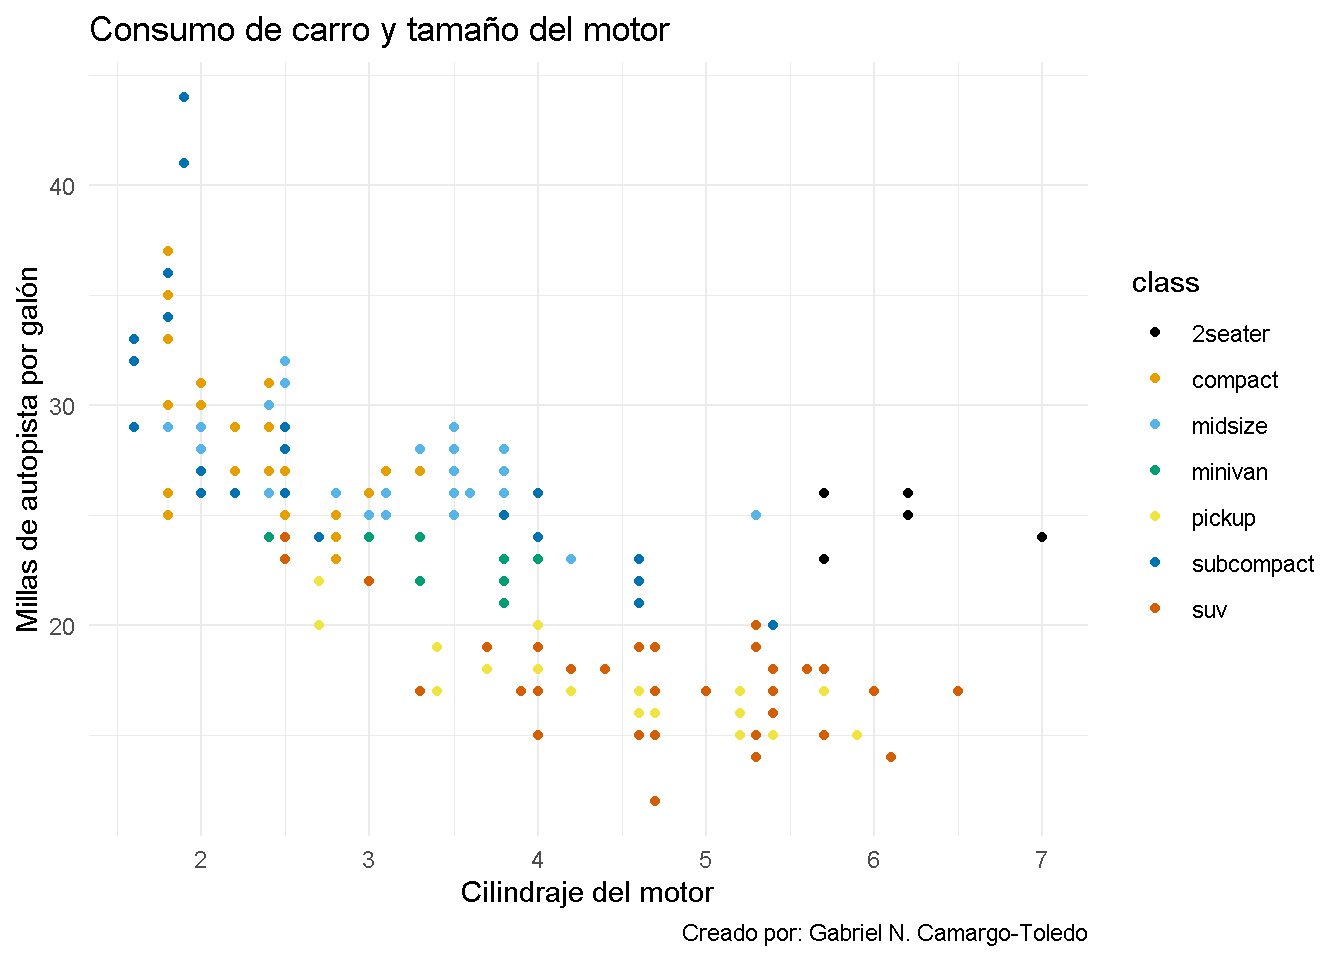 Consumo de carro y tamaño del motor
Millas de autopista por galón
40
30
20
2 3 4 5 6 7
Cilindraje del motor
class
2seater
compact
midsize
minivan
pickup
subcompact
suv
Creado por: Gabriel N. Camargo-Toledo